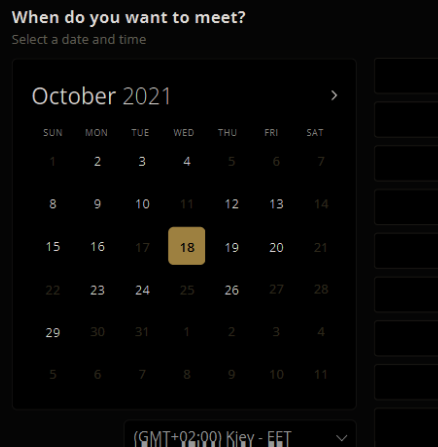 When do you want to meet?
Select a date and time
October 2021
SUN MON TUE WED THU FRI SAT
1 2 3 4 5 6 7
8 9 10 11 12 13 14
15 16 17 18 19 20 21
22 23 24 25 26 27 28
29 30 31 1 2 3 4
5 6 7 8 9 10 11
(GMT+02:00) Kiev - EET